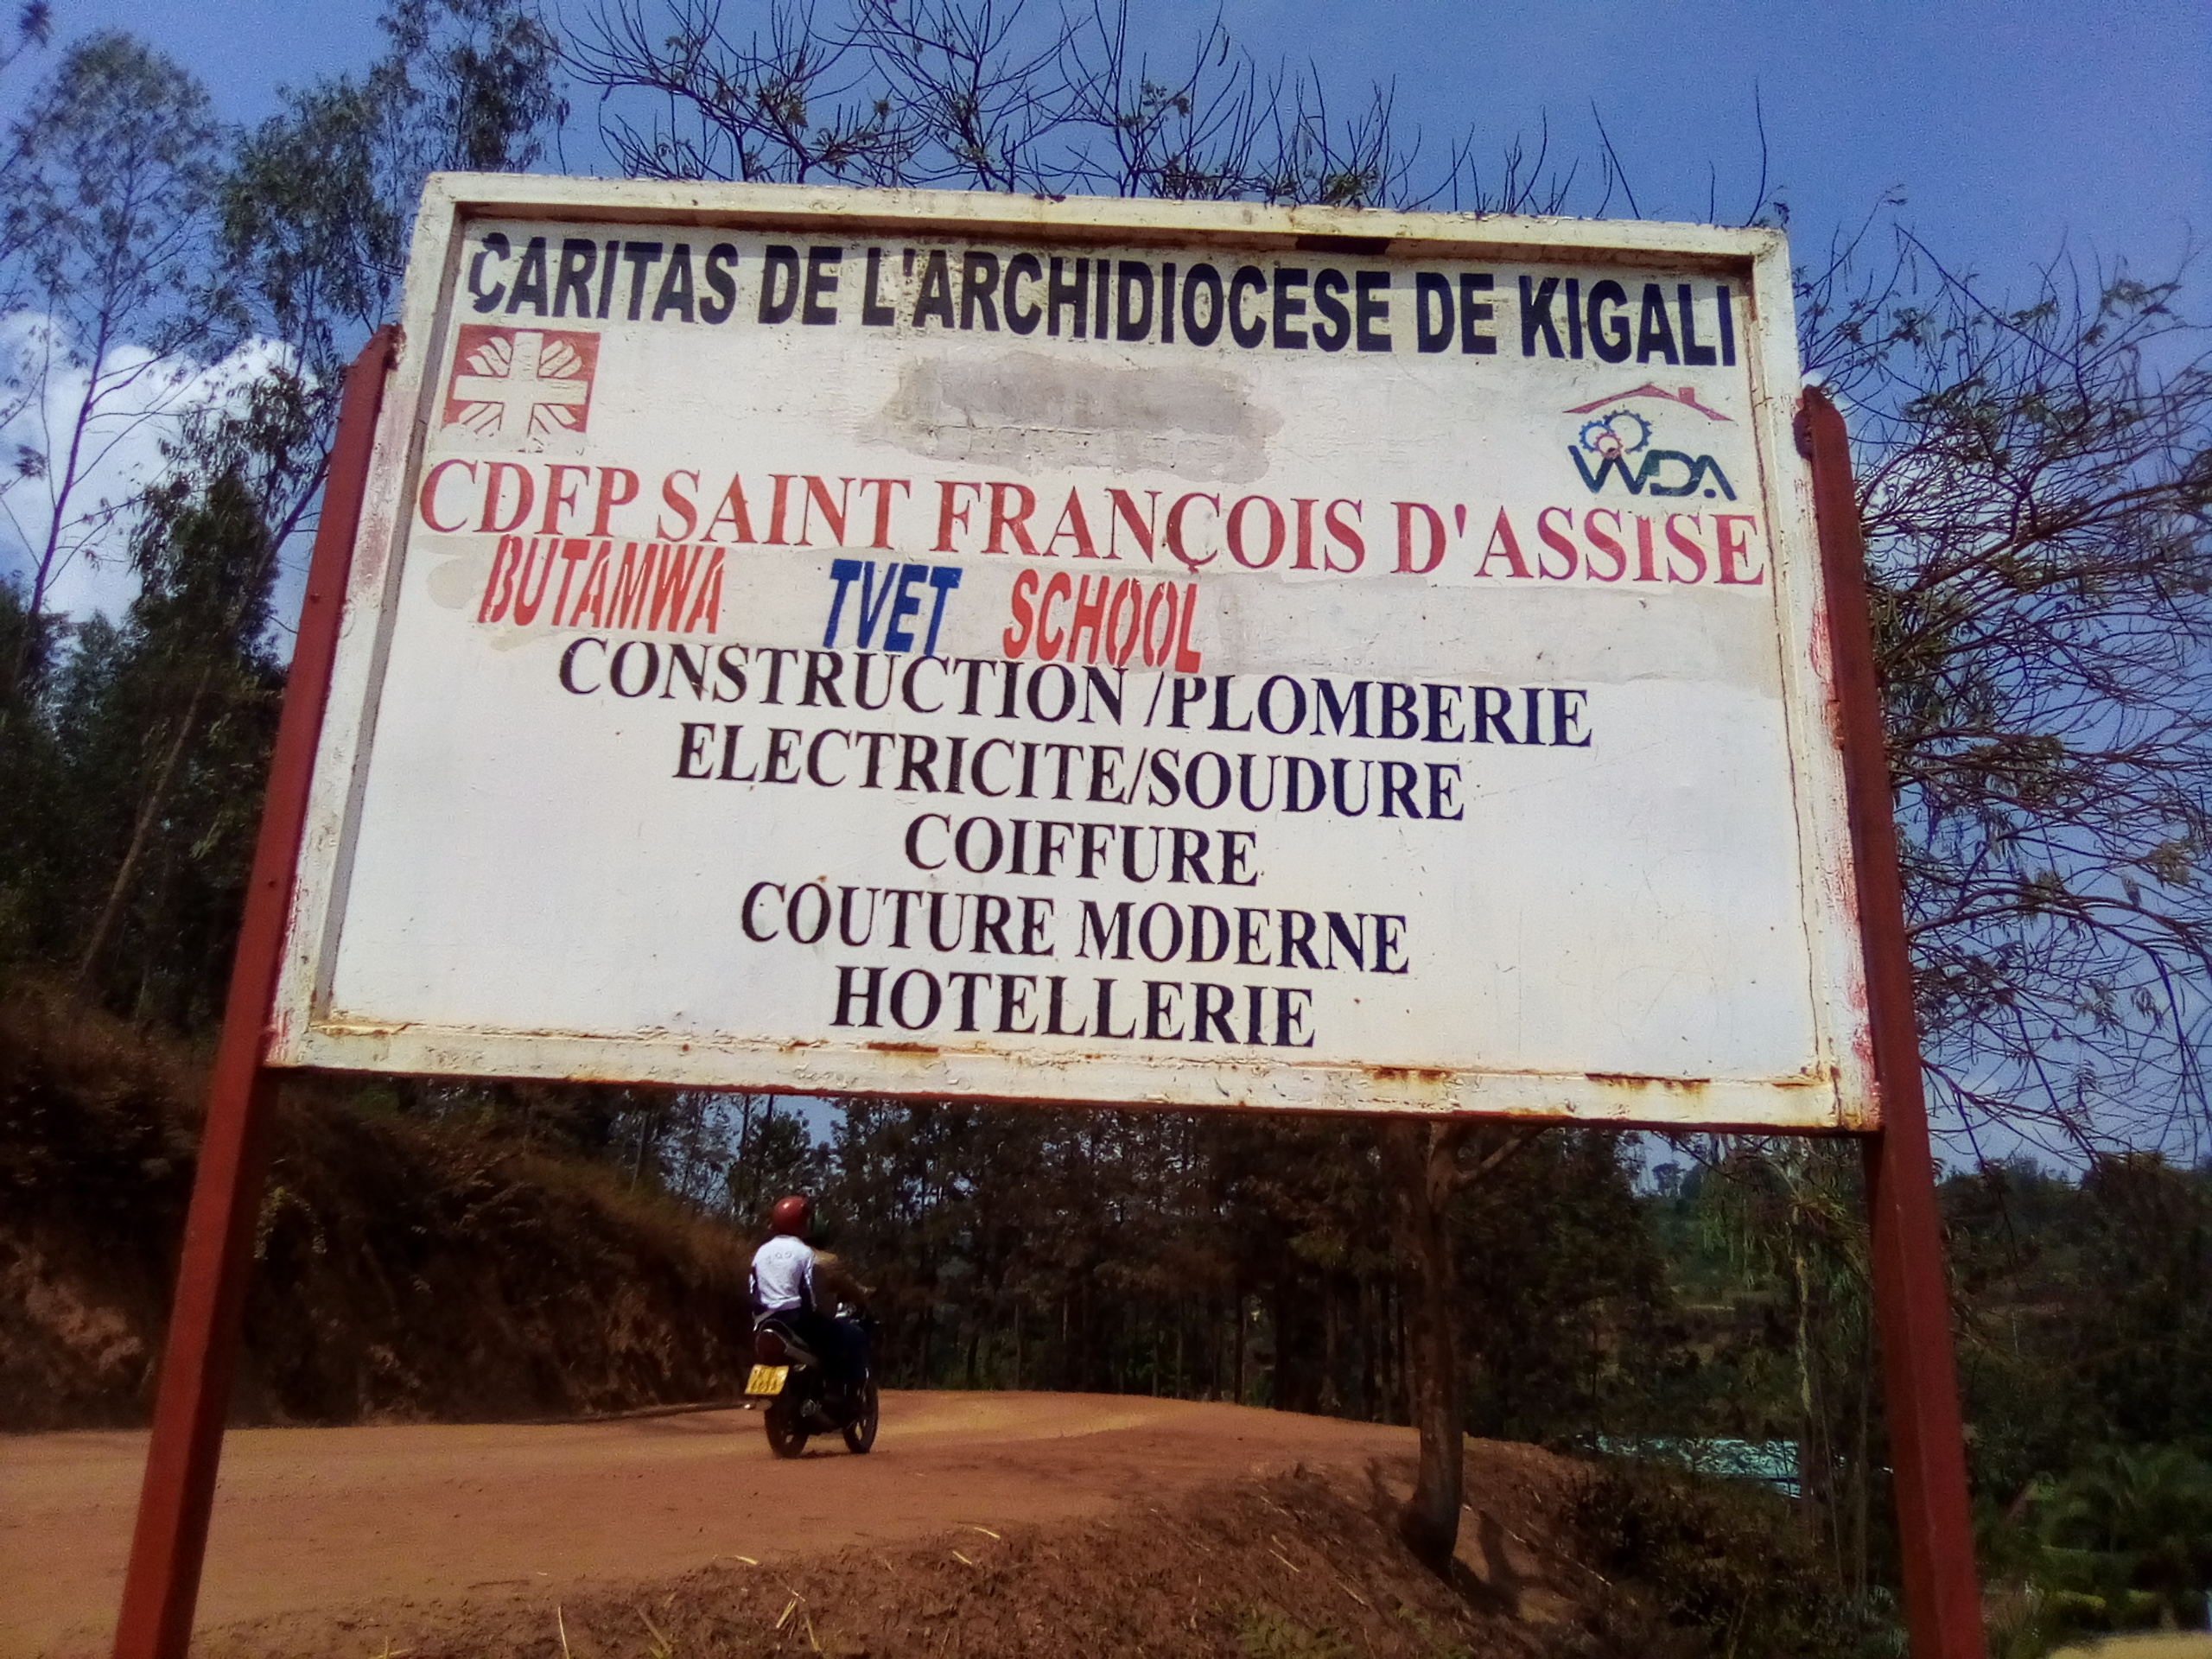 CARITAS DE L'ARCHIDIOCESE DE KIGALI
WDA
CDFP SAINT FRANÇOIS D'ASSISE
BUTAMWA TVET SCHOOL
CONSTRUCTION /PLOMBERIE
ELECTRICITE/SOUDURE
COIFFURE
COUTURE MODERNE
HOTELLERIE